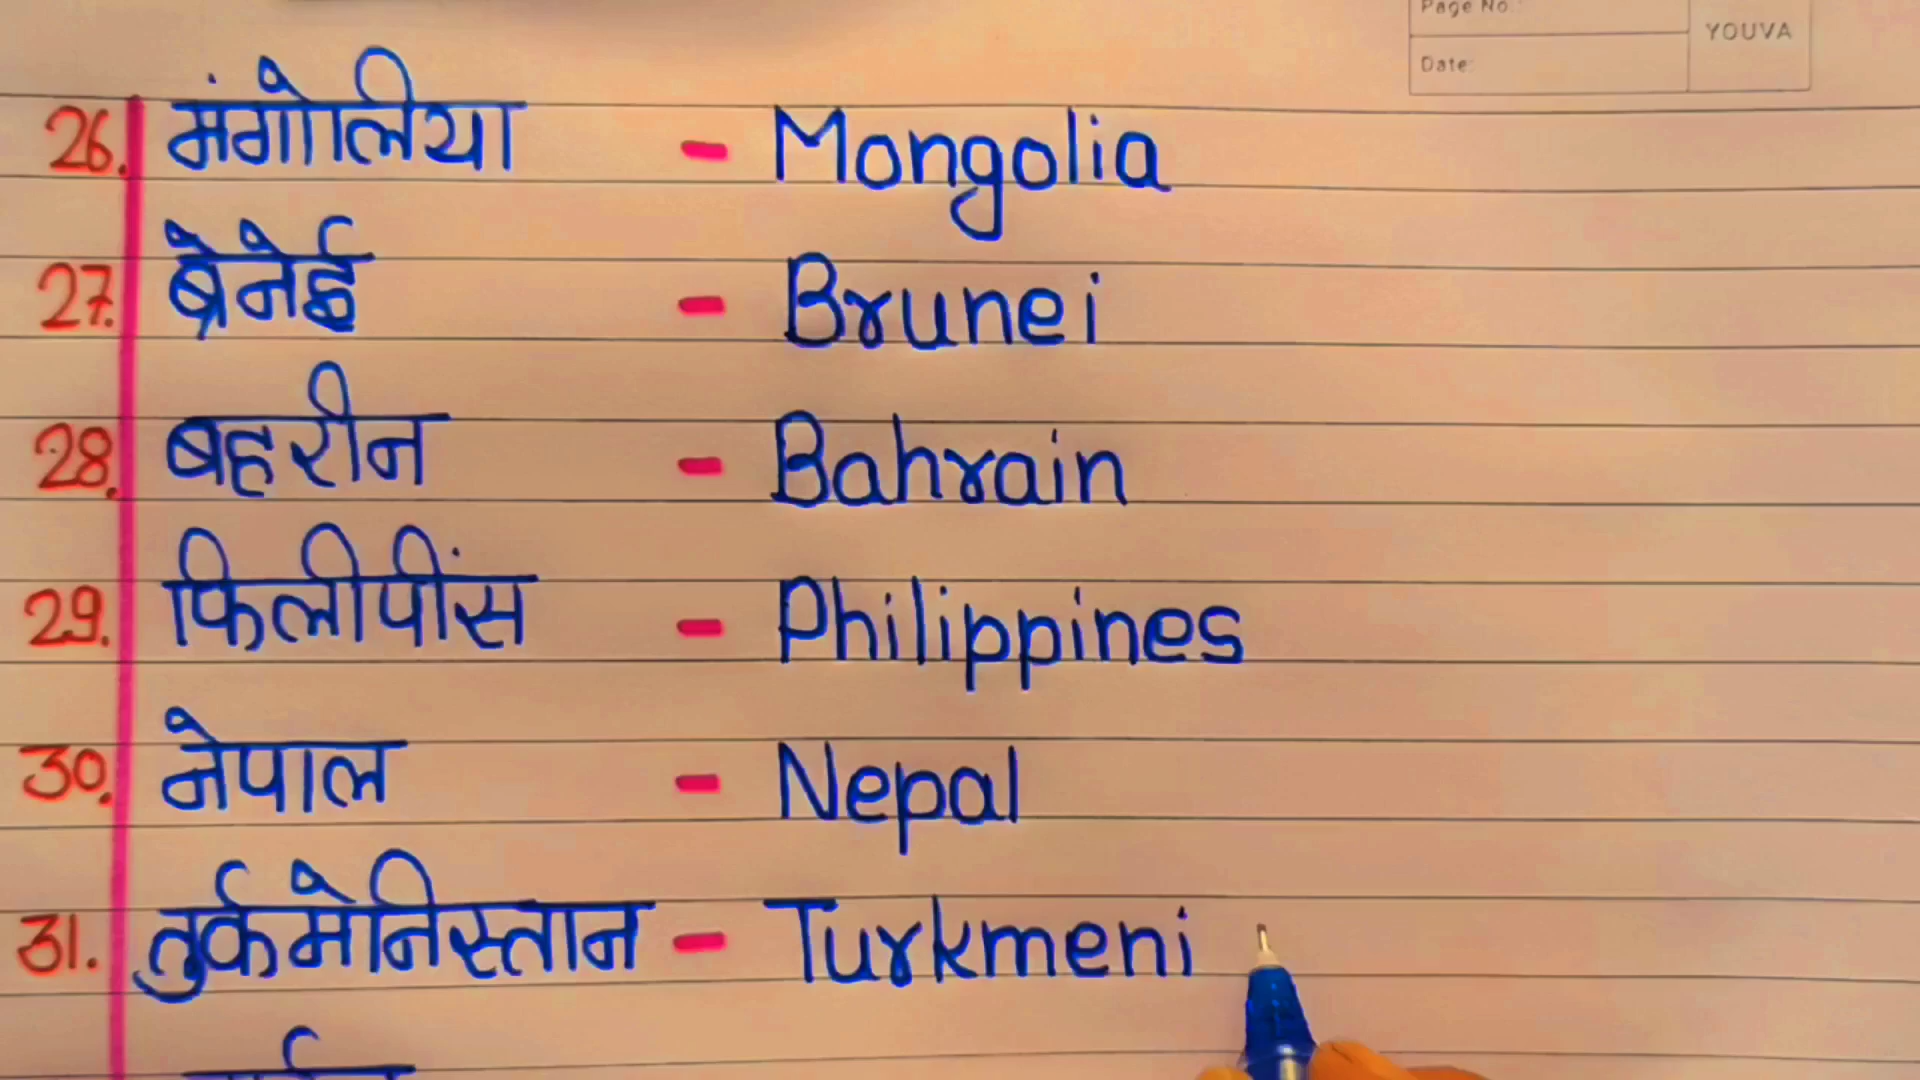 Page No.:
YOUVA
Date:
26. मंगोलिया - Mongolia
27. ब्रेनेई - Brunei
28. बहरीन - Bahrain
29. फिलीपींस - Philippines
30. नेपाल - Nepal
31. तुर्कमेनिस्तान - Turkmeni